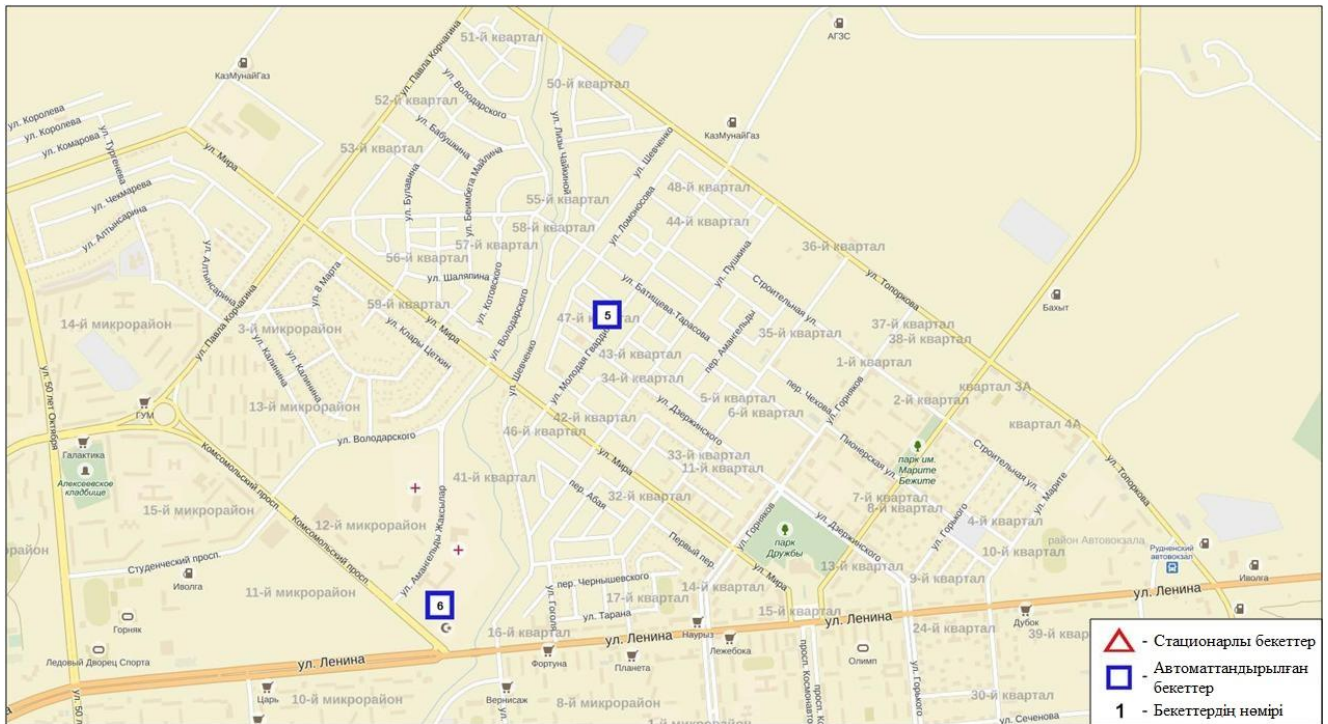 51-й квартал
АГЗС
ул. Павла Корчагина
КазМунайГаз
50-й квартал
ул. Володарского
52-й квартал
ул. Королева
ул. Королева
ул. Комарова
ул. Тургенева
ул. Мира
ул. Бабушкина
ул. Лизы Чайкиной
КазМунайГаз
53-й квартал
ул. Шевченко
ул. Булавина
ул. Беимбета Майлина
48-й квартал
ул. Чекмарева
55-й квартал
ул. Ломоносова
44-й квартал
ул. Алтынсарина
58-й квартал
36-й квартал
57-й квартал
ул. Пушкина
ул. Алтынсарина
56-й квартал
ул. Шаляпина
ул. Топоркова
ул. 8 Марта
ул. Котовского
ул. Батищева-Тарасова
Строительная ул.
59-й квартал
Бахыт
ул. Павла Корчагина
ул. Володарского
5
14-й микрорайон
3-й микрорайон
ул. Мира
47-й квартал
37-й квартал
35-й квартал
38-й квартал
ул. Клары Цеткин
пер. Амангельды
ул. Калинина
ул. Калинина
43-й квартал
1-й квартал
ул. Шевченко
ул. Молодая Гвардия
34-й квартал
ул. 50 лет Октября
5-й квартал
пер. Чехова
ул. Горняков
квартал 3А
13-й микрорайон
ул. Дзержинского
6-й квартал
2-й квартал
ГУМ
42-й квартал
квартал 4А
46-й квартал
ул. Володарского
Пионерская ул.
Галактика
33-й квартал
парк им.
Марите
Бежите
Строительная ул.
ул. Топоркова
Комсомольский просп.
ул. Мира
11-й квартал
Алексеевское
кладбище
41-й квартал
ул. Марите
пер. Абая
32-й квартал
7-й квартал
8-й квартал
15-й микрорайон
12-й микрорайон
ул. Горняков
ул. Дзержинского
ул. Горького
4-й квартал
Комсомольский просп.
ул. Амангельды Жаксылар
Первый пер.
парк
Дружбы
район Автовокзала
10-й квартал
Рудненский
автовокзал
Студенческий просп.
13-й квартал
Иволга
пер. Чернышевского
14-й квартал
ул. Мира
9-й квартал
Иволга
11-й микрорайон
17-й квартал
ул. Гоголя
6
ул. Тарана
15-й квартал
ул. Ленина
Горняк
16-й квартал
ул. Ленина
Наурыз
ул. Ленина
Дубок
24-й квартал
Лежебока
Ледовый Дворец Спорта
ул. Ленина
Фортуна
Планета
Олимп
Царь
10-й микрорайон
Вернисаж
8-й микрорайон
ул. Горького
30-й квартал
ул. Сеченова
- Стационарлы бекеттер
- Автоматтандырылған
бекеттер
1 - Бекеттердің нөмірі